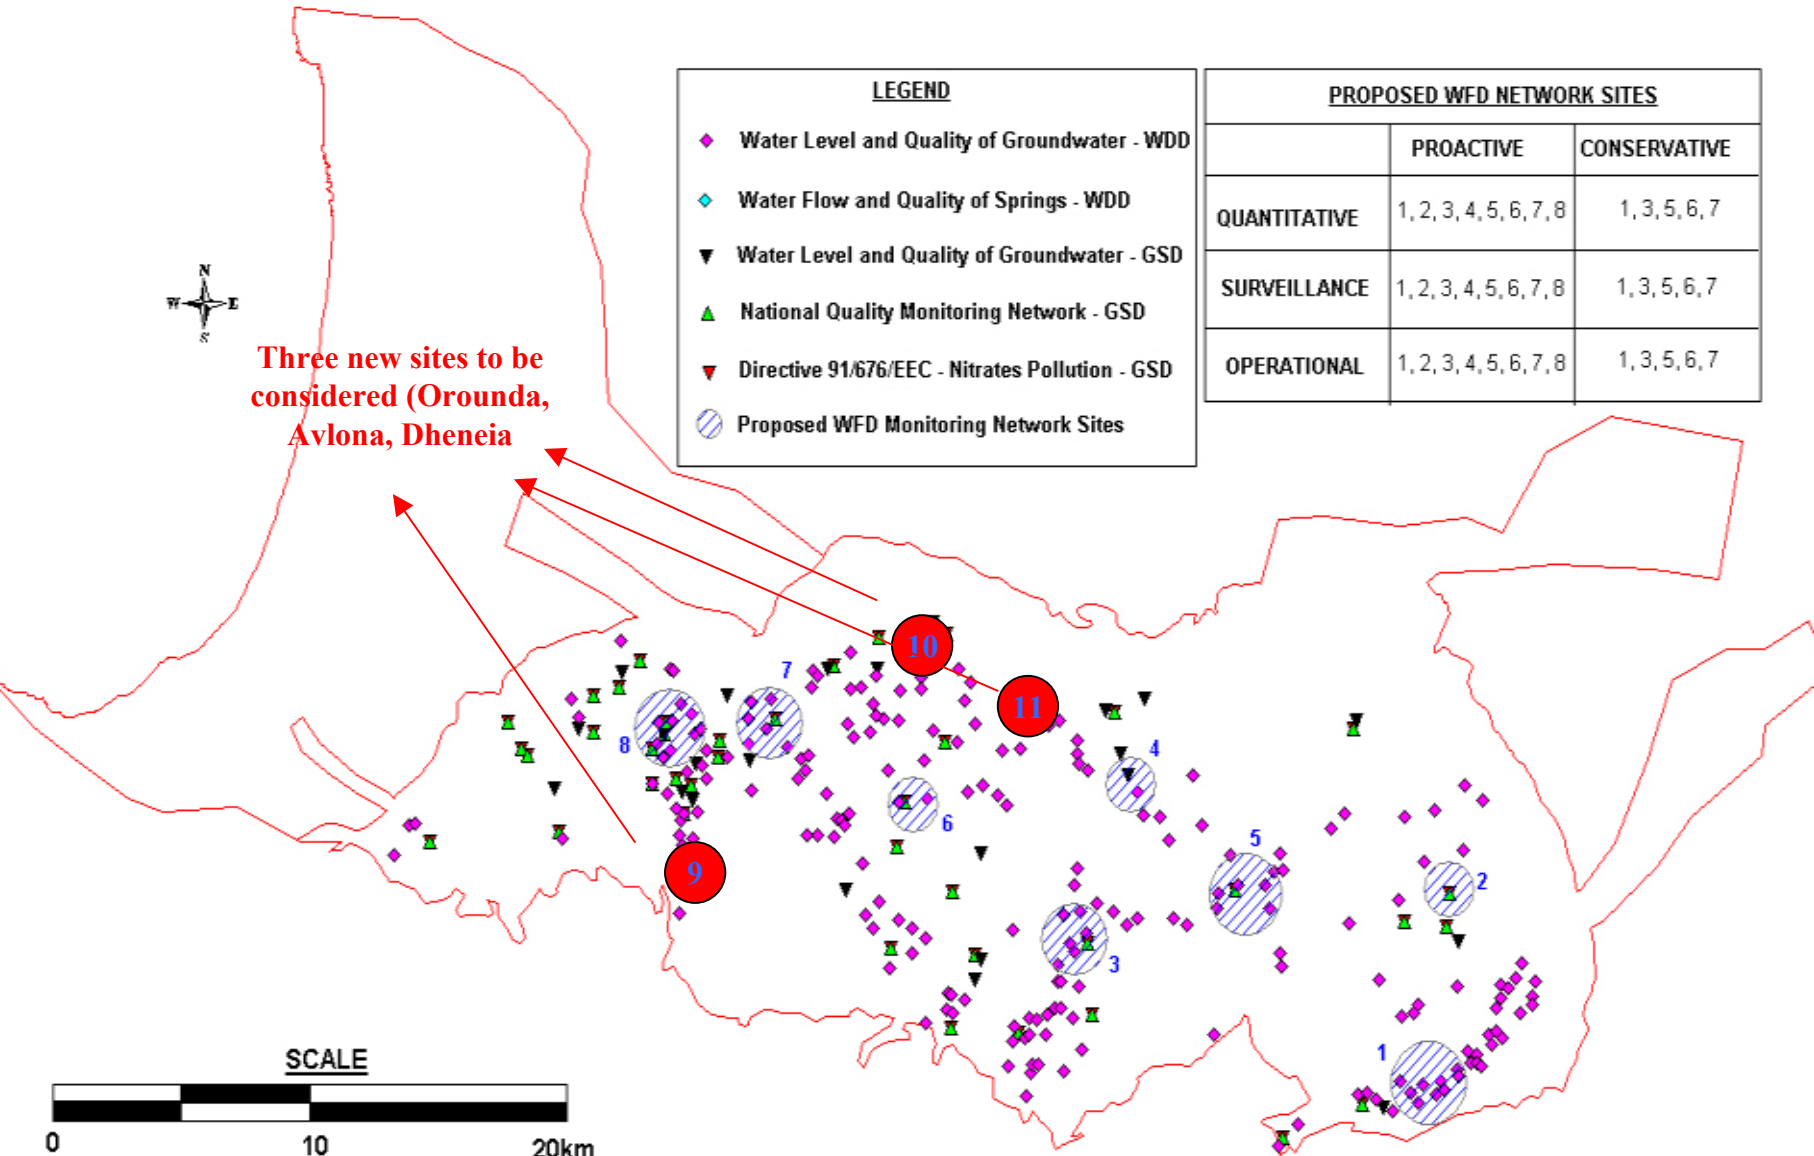 LEGEND
Water Level and Quality of Groundwater - WDD
Water Flow and Quality of Springs - WDD
Water Level and Quality of Groundwater - GSD
National Quality Monitoring Network - GSD
Directive 91/676/EEC - Nitrates Pollution - GSD
Proposed WFD Monitoring Network Sites
PROPOSED WFD NETWORK SITES
PROACTIVE CONSERVATIVE
QUANTITATIVE 1,2,3,4,5,6,7,8 1,3,5,6,7
SURVEILLANCE 1,2,3,4,5,6,7,8 1,3,5,6,7
OPERATIONAL 1,2,3,4,5,6,7,8 1,3,5,6,7
N
W E
S
Three new sites to be
considered (Orounda,
Avlona, Dheneia
10
7
11
8
4
6
5
9
2
3
1
SCALE
0 10 20km